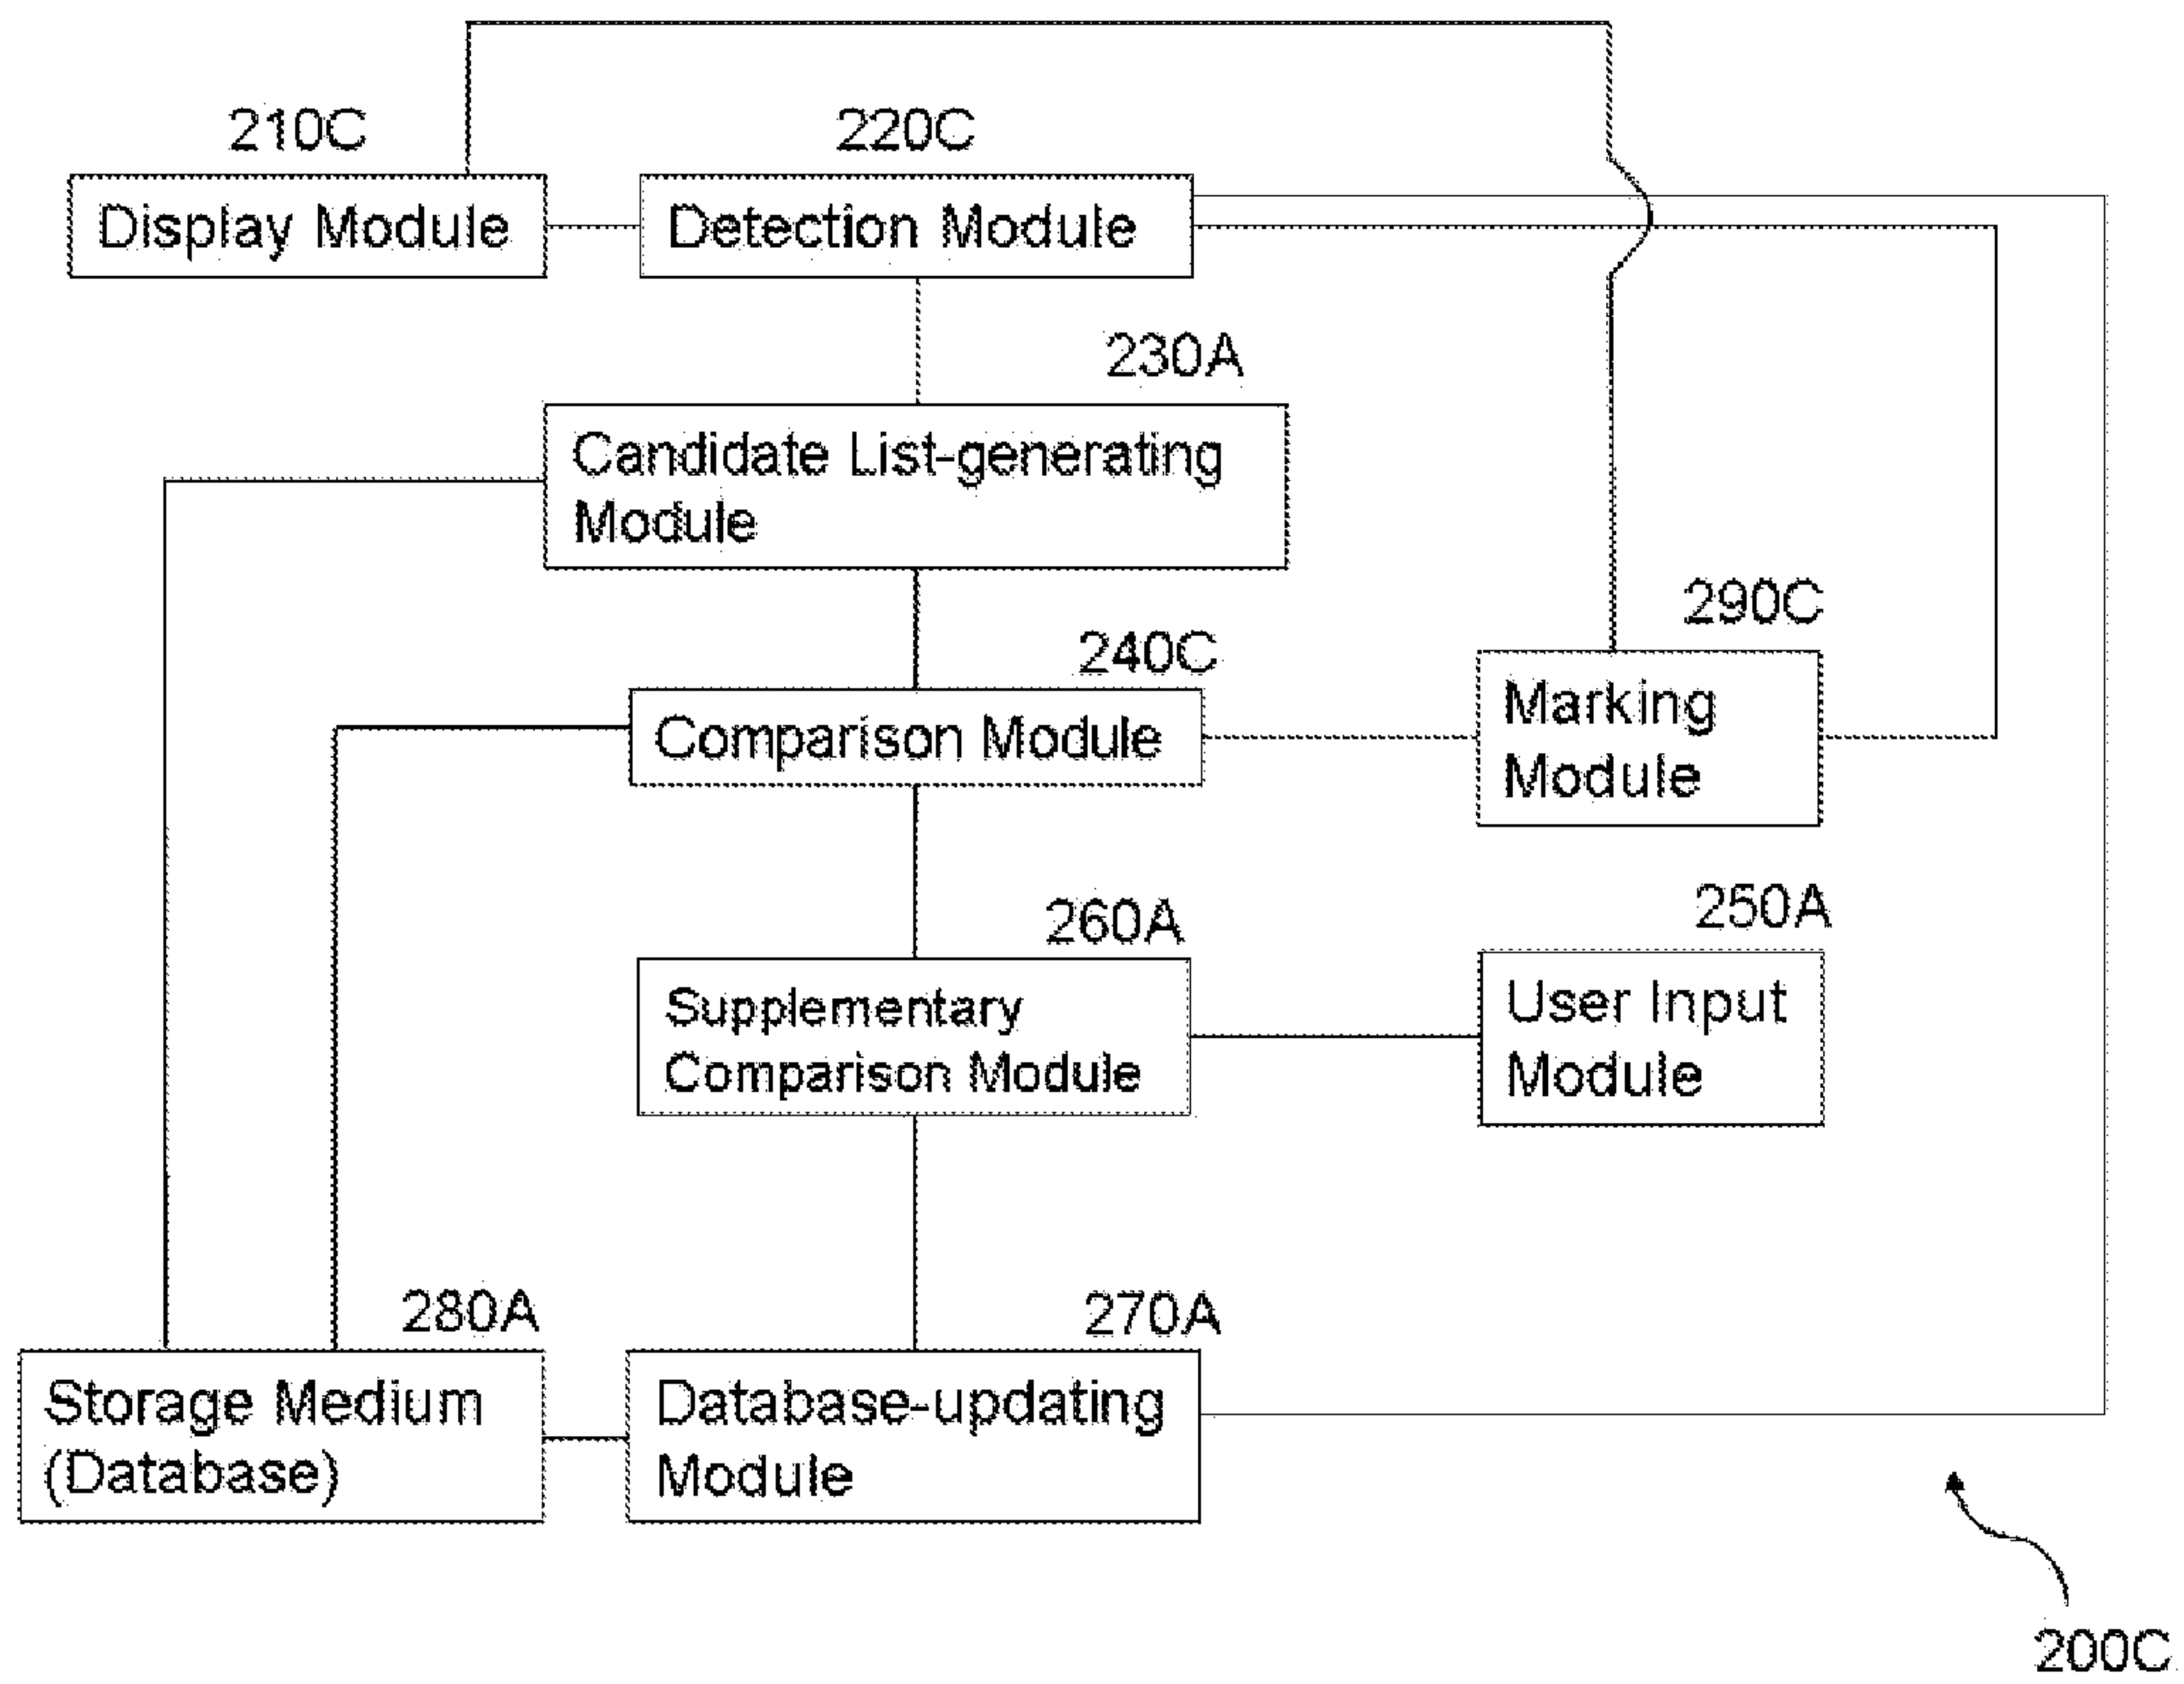 210C
220C
Display Module
Detection Module
230A
Candidate List-generating
Module
290C
240C
Marking
Module
Comparison Module
250A
260A
User Input
Module
Supplementary
Comparison Module
280A
270A
Storage Medium
(Database)
Database-updating
Module
200C